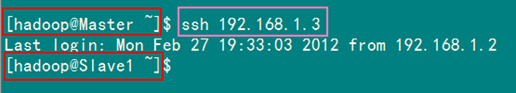 [hadoop@Master ~]$ ssh 192.168.1.3
Last login: Mon Feb 27 19:33:03 2012 from 192.168.1.2
[hadoop@Slave1 ~]$